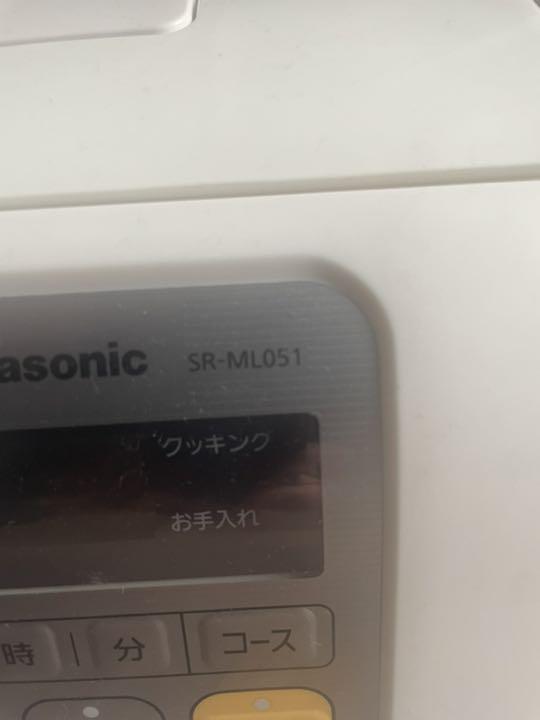 asonic SR-ML051
クッキング
お手入れ
時 分 コース